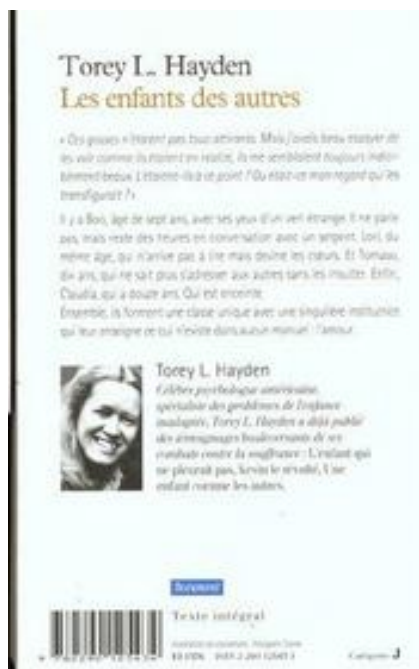 Torey L. Hayden
Les enfants des autres
« Ces gosses n'étaient pas tous attirants. Mais j'avais beau essayer de
les voir comme ils étaient en réalité, ils me semblaient toujours
beaux. L'étaient-ils à ce point ? Ou était-ce mon regard qui les
transfigurait ? »
Il y a Boo, âgé de sept ans, avec ses yeux d'un vert étrange. Il ne parle
pas, mais reste des heures en conversation avec un serpent. Lori, du
même âge, qui n'arrive pas à lire mais devine les cœurs. Et Tomaso,
dix ans, qui ne sait plus s'adresser aux autres sans les insulter. Enfin,
Claudia, qui a douze ans. Qui est enceinte.
Ensemble, ils forment une classe unique avec une singulière institutrice
qui leur enseigne ce qui n'existe dans aucun manuel : l'amour.
Torey L. Hayden
Célèbre psychologue américaine,
spécialiste des problèmes de l'enfance
inadaptée, Torey L. Hayden a déjà publié
des témoignages bouleversants de ses
combats contre la souffrance : L'enfant qui
ne pleurait pas, Kevin le révolté, Une
enfant comme les autres.
Texte intégral
Catégorie J